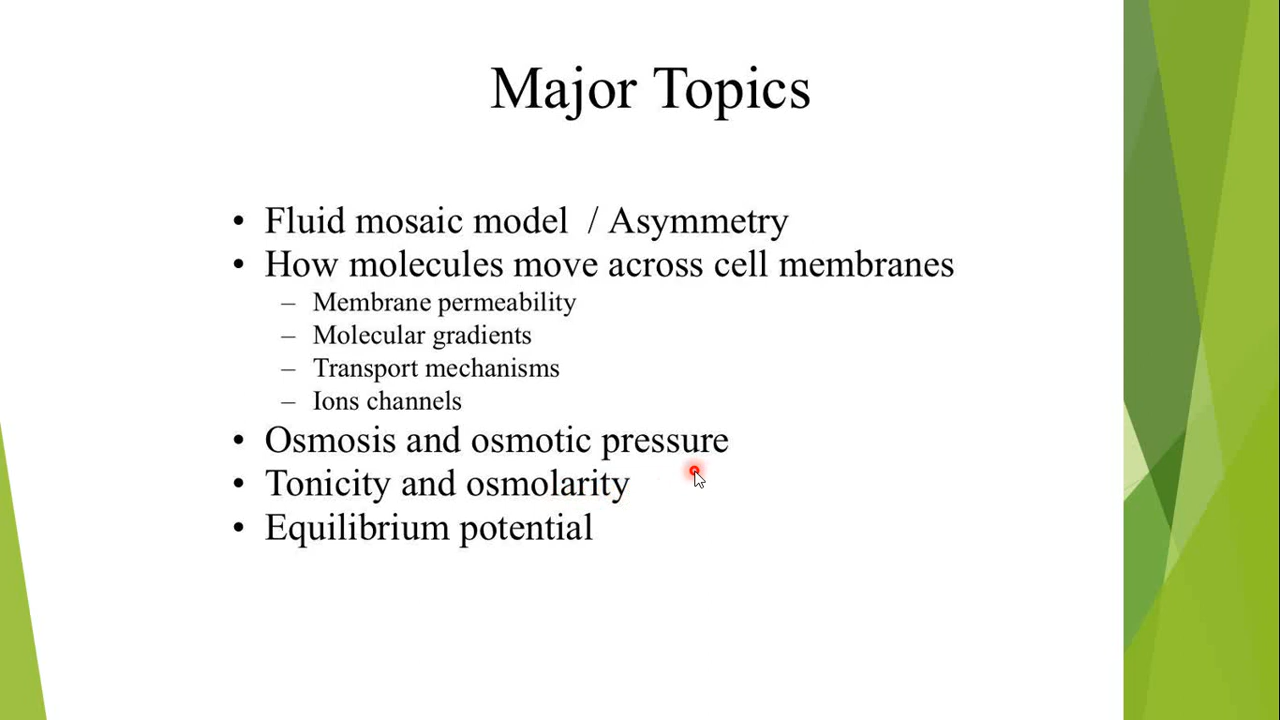 Major Topics
• Fluid mosaic model / Asymmetry
• How molecules move across cell membranes
– Membrane permeability
– Molecular gradients
– Transport mechanisms
– Ions channels
• Osmosis and osmotic pressure
• Tonicity and osmolarity
• Equilibrium potential